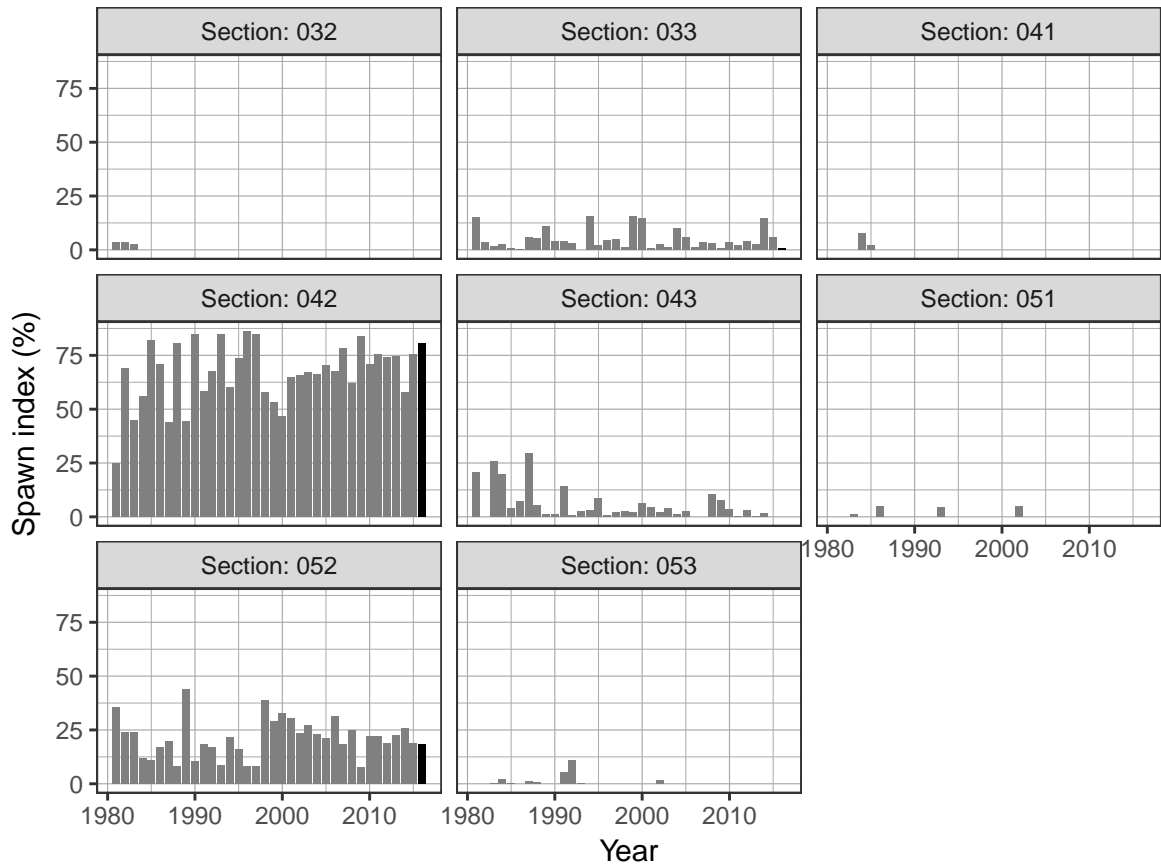 Section: 032
Section: 033
Section: 041
75
50
25
0
Section: 042
Section: 043
Section: 051
75
50
25
0
1980 1990 2000 2010
Section: 052
Section: 053
75
50
25
0
1980 1990 2000 2010
1980 1990 2000 2010
Year
Spawn index (%)